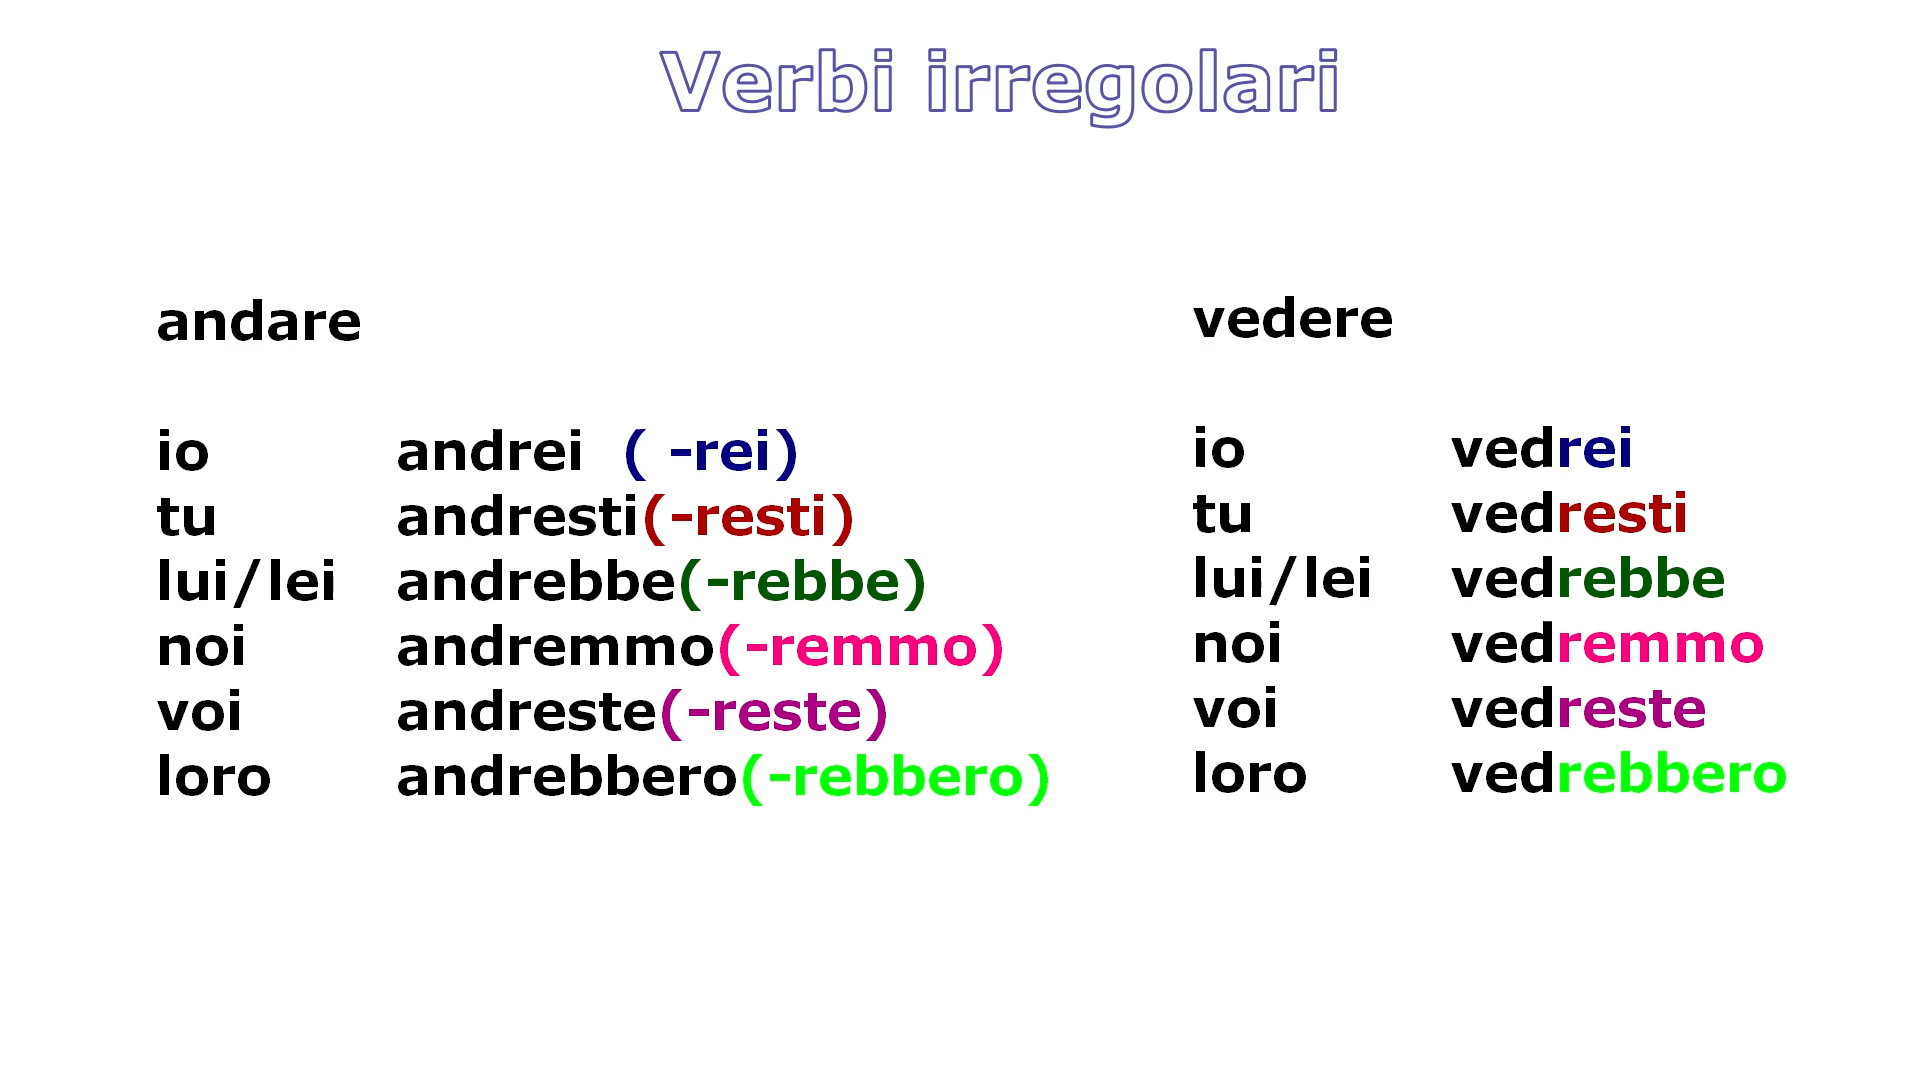 Verbi irregolari
andare
io andrei ( -rei)
tu andresti(-resti)
lui/lei andrebbe(-rebbe)
noi andremmo(-remmo)
voi andreste(-reste)
loro andrebbero(-rebbero)
vedere
io vedrei
tu vedresti
lui/lei vedrebbe
noi vedremmo
voi vedreste
loro vedrebbero